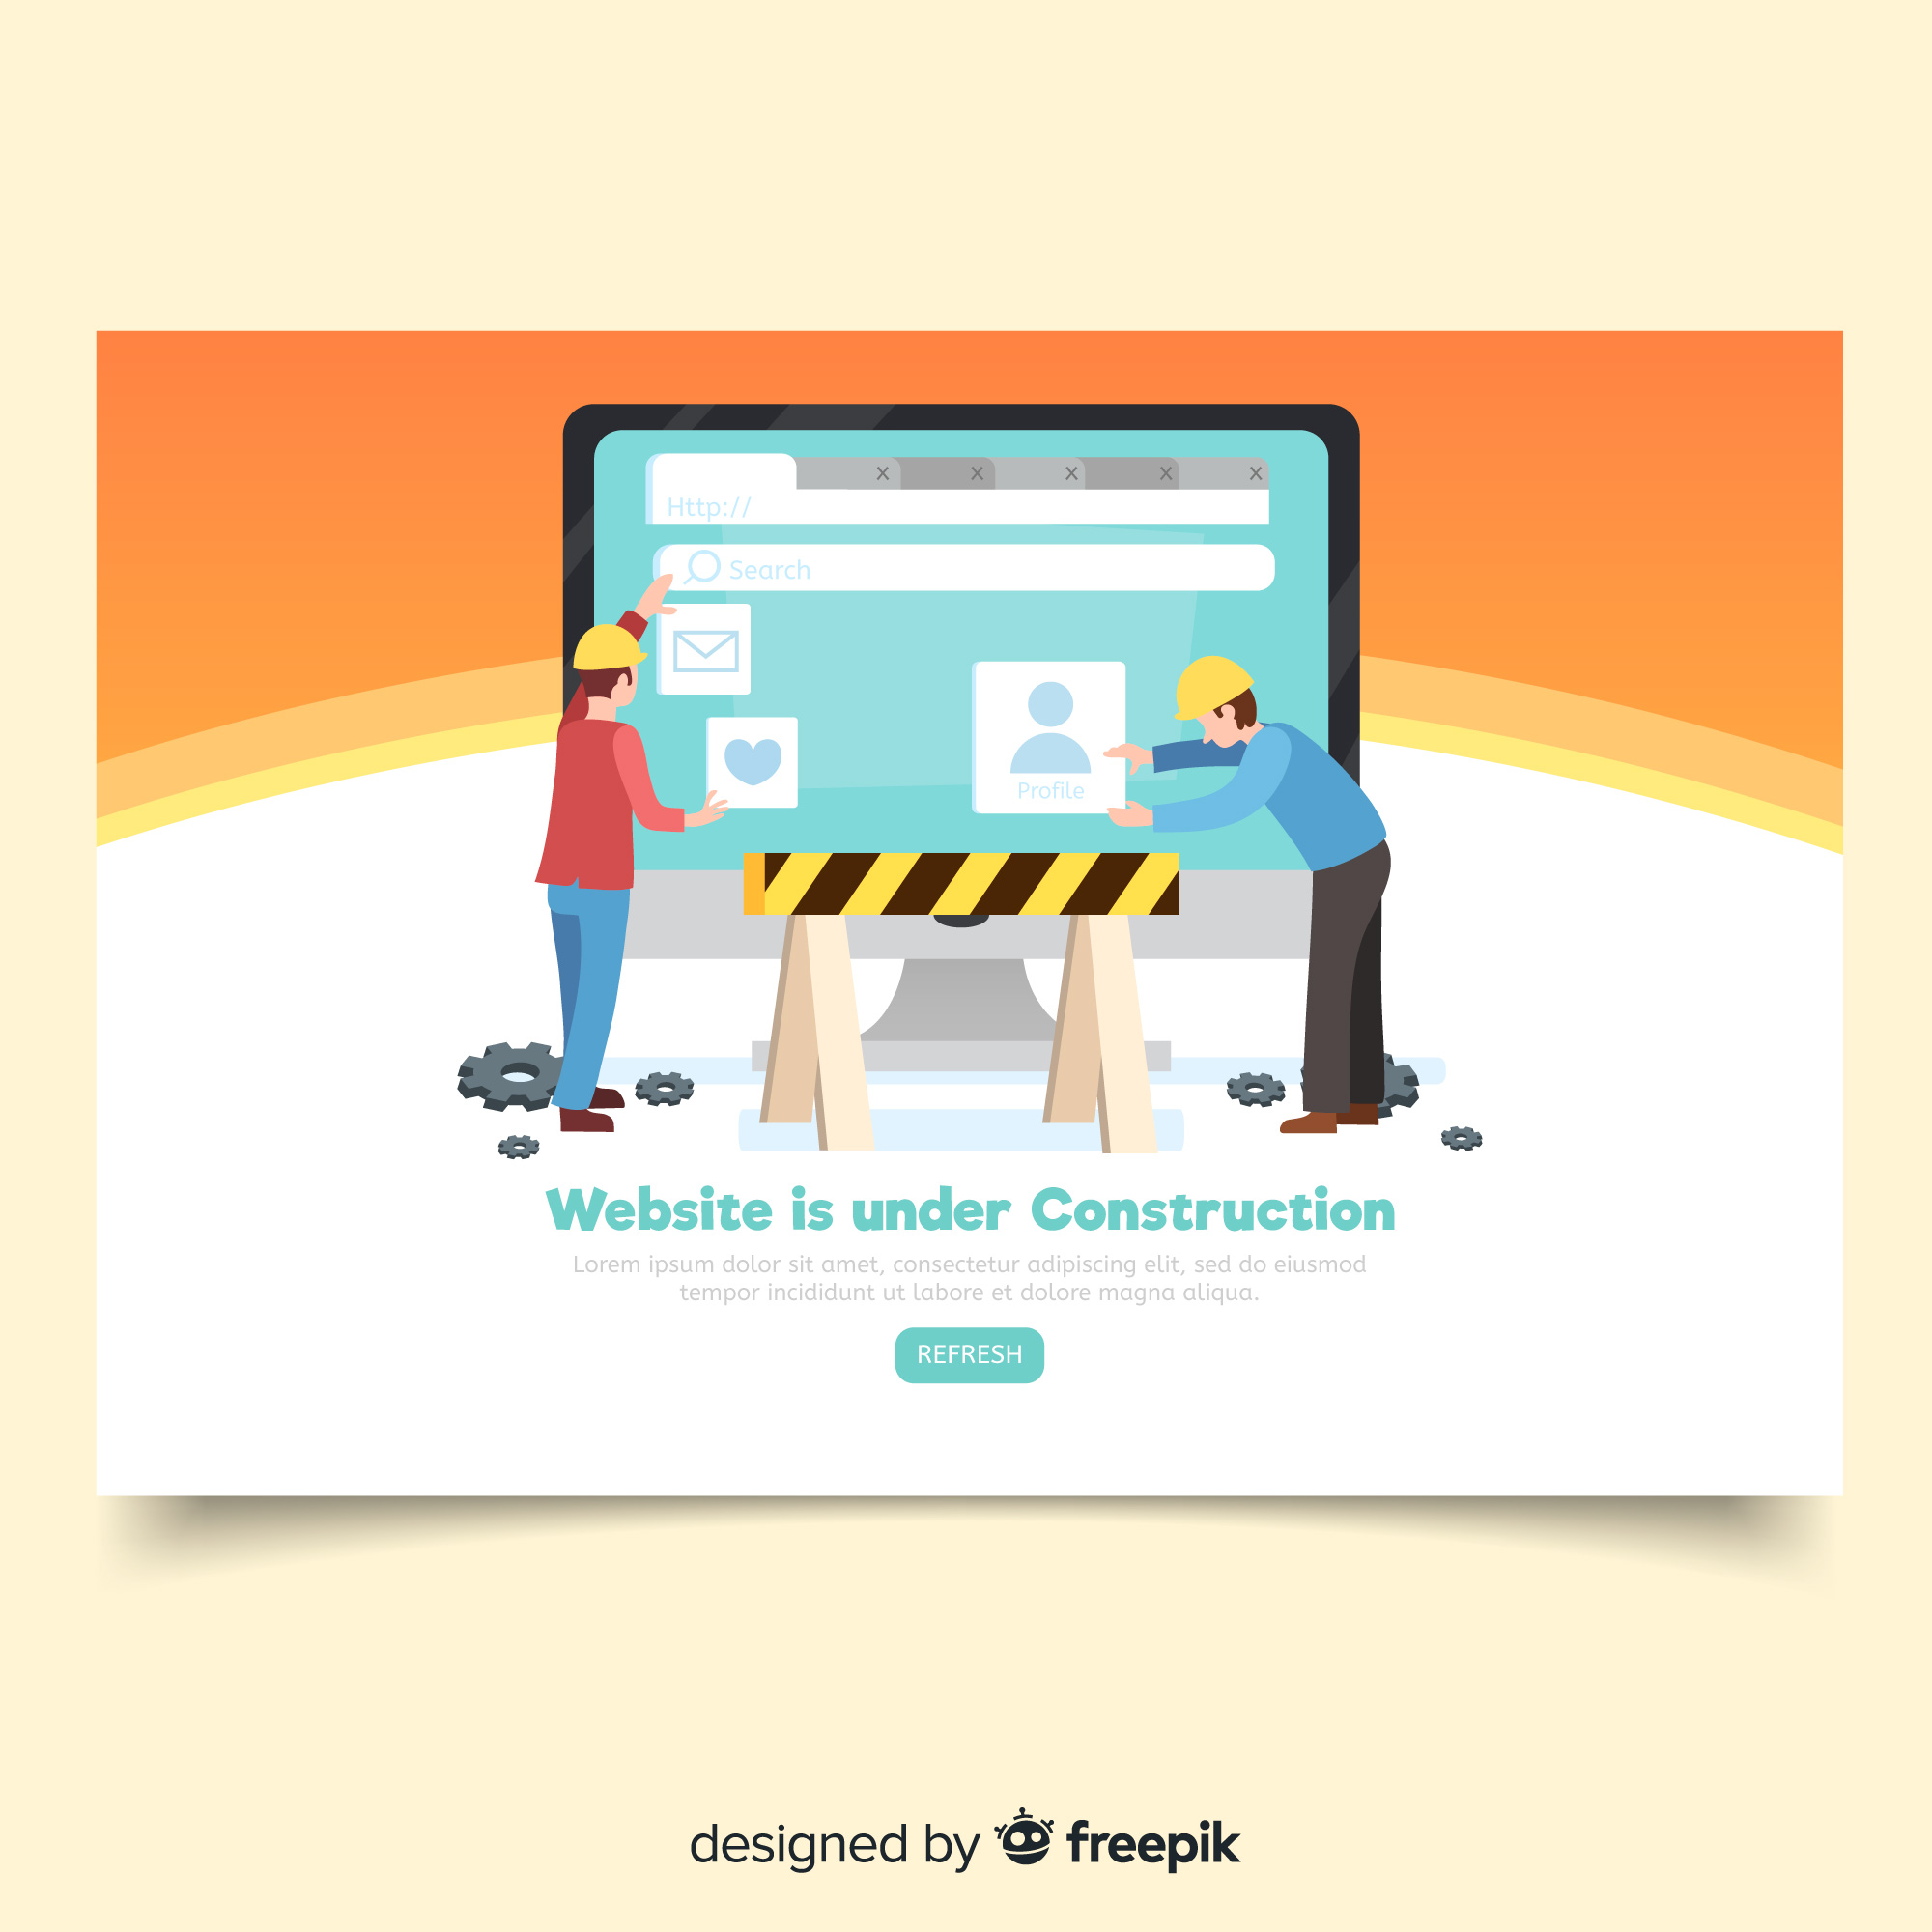 x x x x x
Http://
Search
Profile
Website is under Construction
Lorem ipsum dolor sit amet, consectetur adipiscing elit, sed do eiusmod
tempor incididunt ut labore et dolore magna aliqua.
REFRESH
designed by freepik